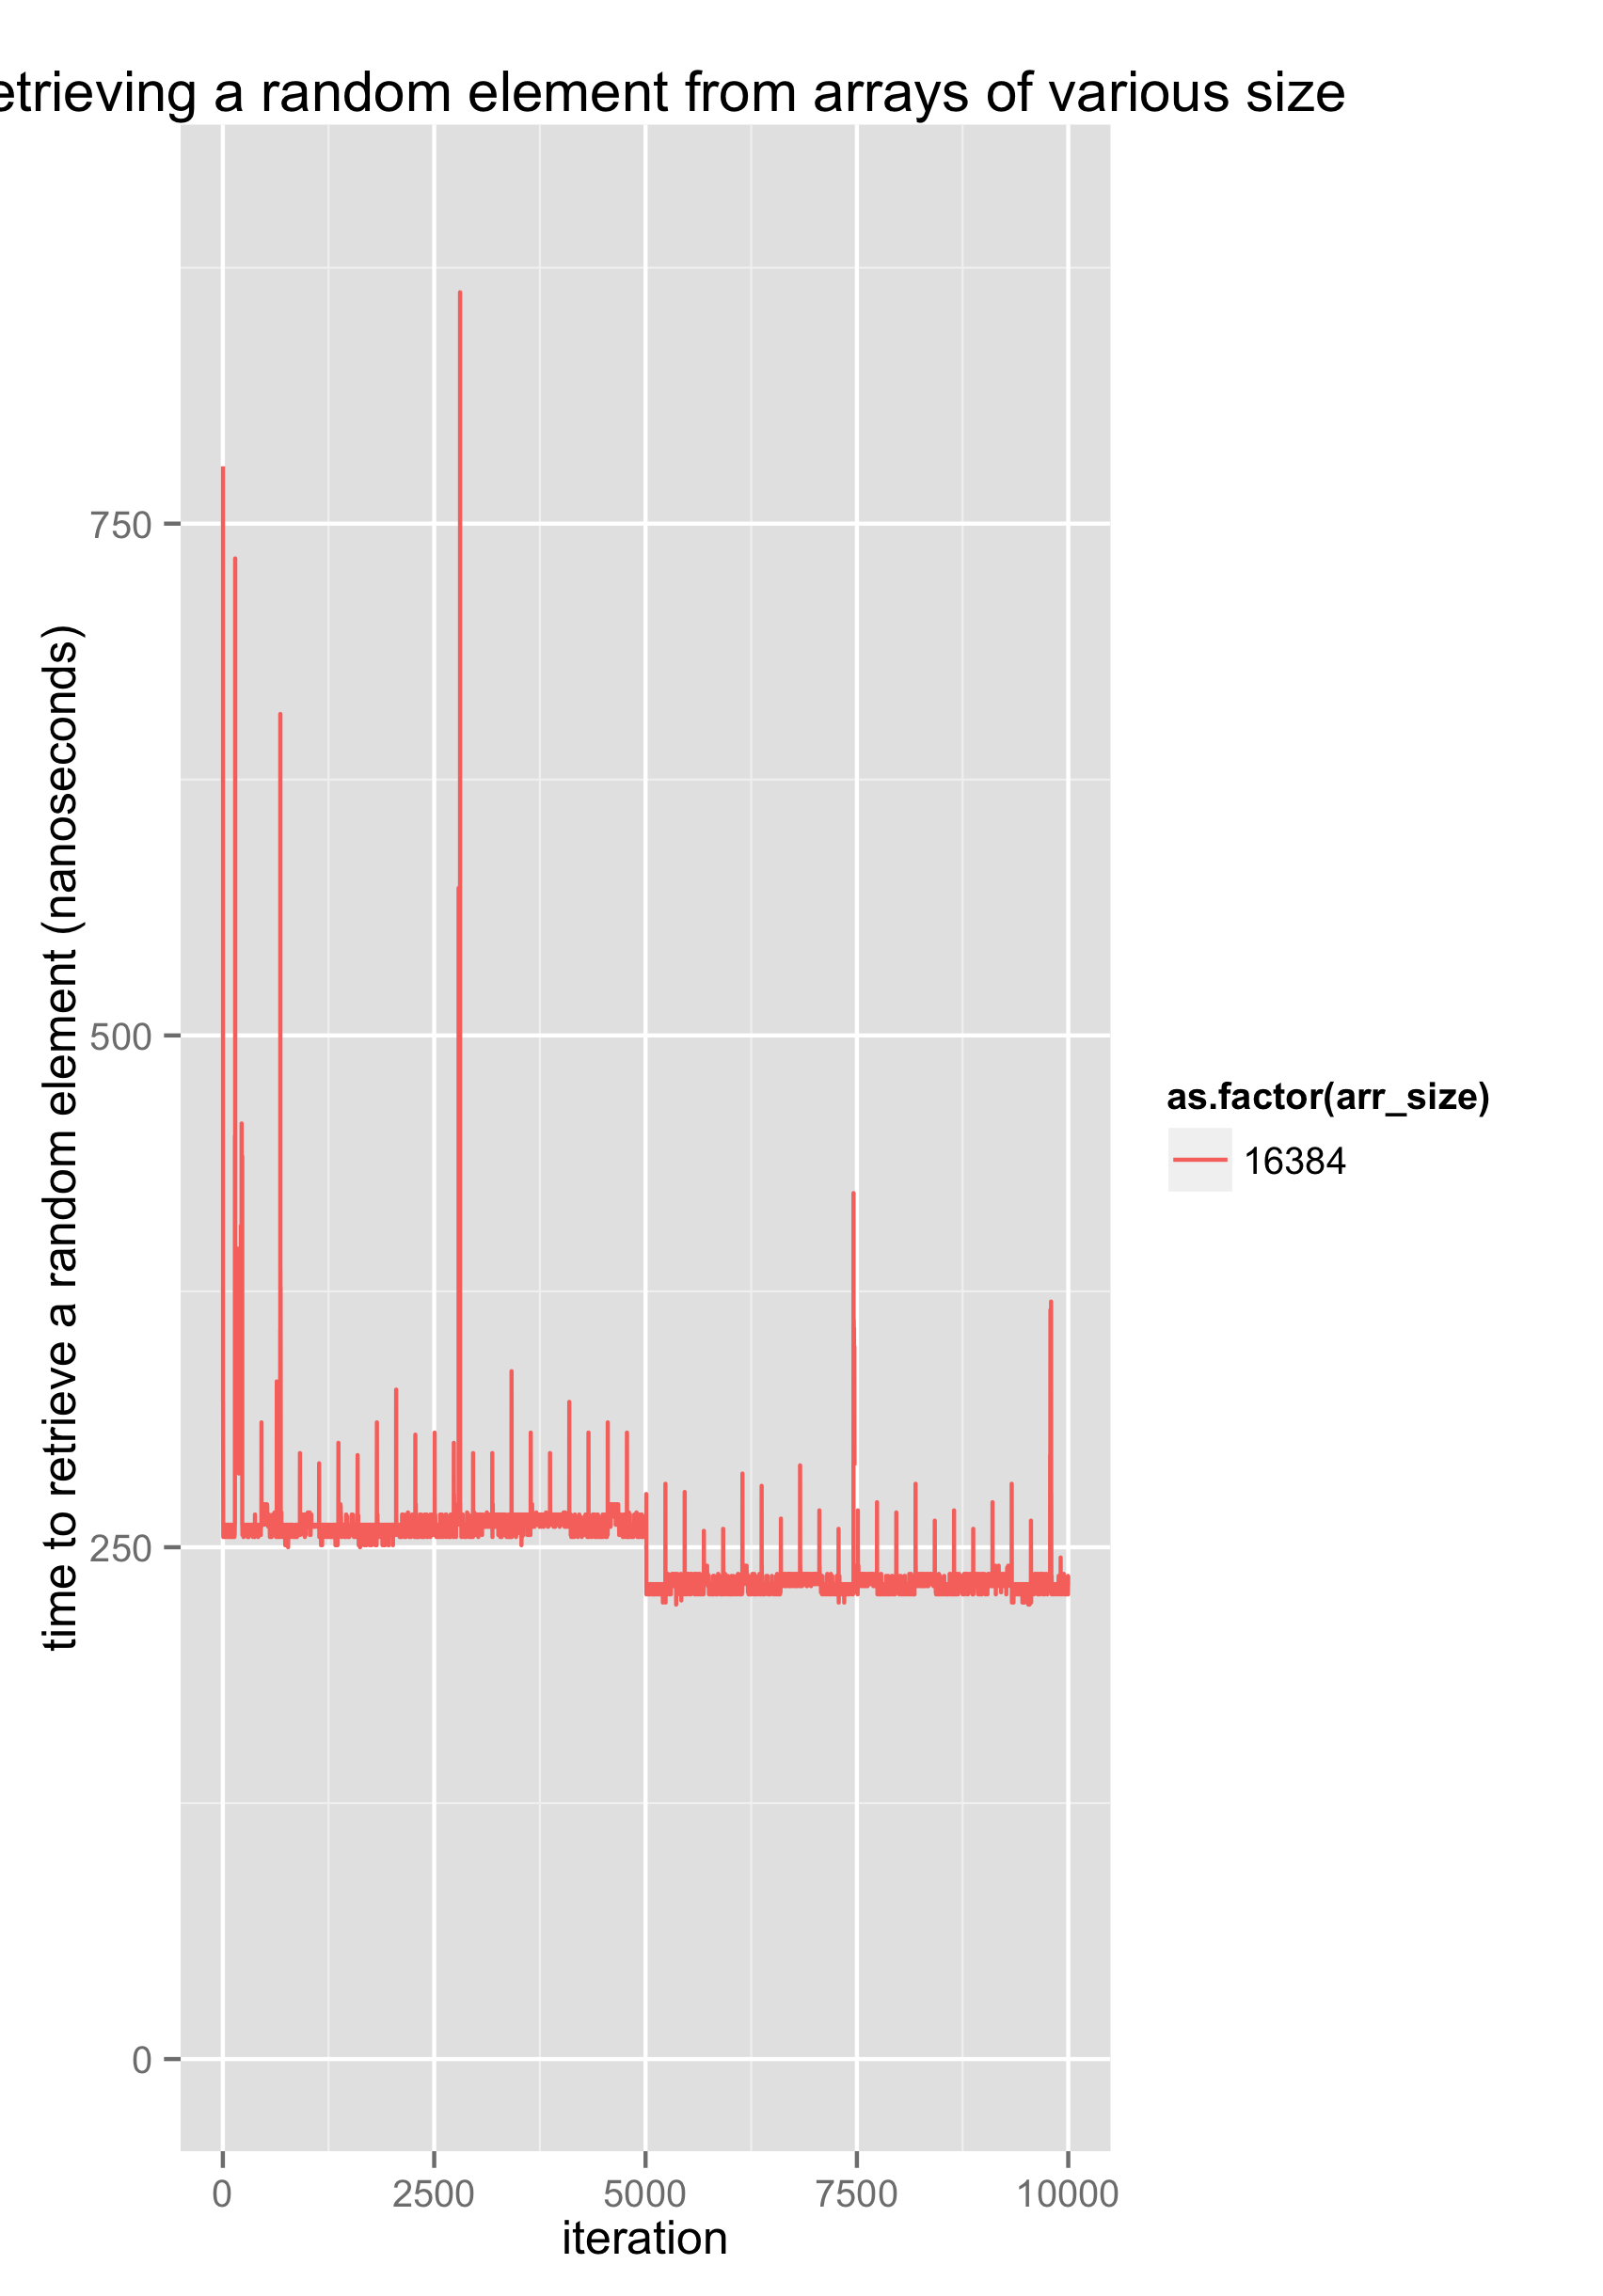 etrieving a random element from arrays of various size
time to retrieve a random element (nanoseconds)
750
500
250
0
0 2500 5000 7500 10000
iteration
as.factor(arr_size)
16384